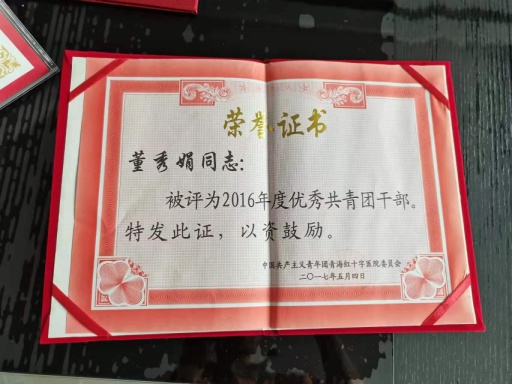 荣誉证书
董秀娟同志:
被评为2016年度优秀共青团干部。
特发此证，以资鼓励。
中国共产主义青年团青海红十字医院委员会
二〇一七年五月四日